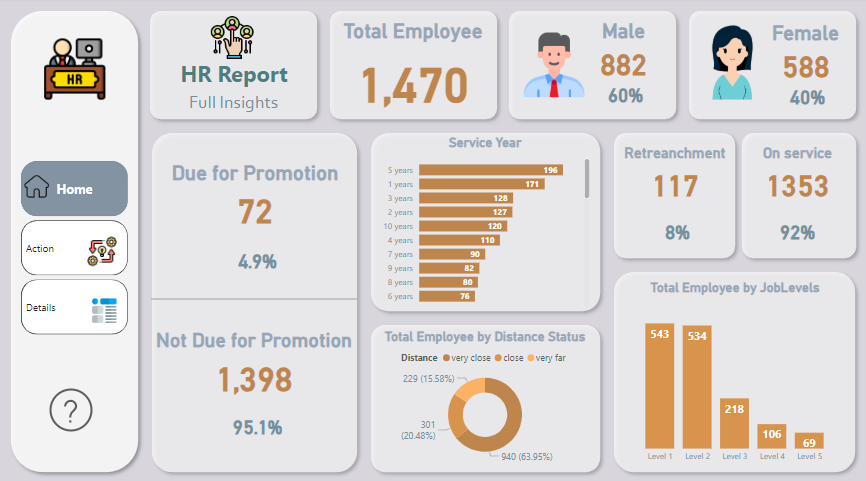 HR
Home
Action
Details
?
HR Report
Full Insights
Total Employee
1,470
Male
882
60%
Female
588
40%
Due for Promotion
72
4.9%
Not Due for Promotion
1,398
95.1%
Service Year
5 years 196
1 years 171
3 years 128
2 years 127
10 years 120
4 years 110
7 years 90
9 years 82
8 years 80
6 years 76
Total Employee by Distance Status
Distance very close close very far
229 (15.58%)
301
(20.48%)
940 (63.95%)
Retreanchment
117
8%
On service
1353
92%
Total Employee by JobLevels
543 534 218 106 69
Level 1 Level 2 Level 3 Level 4 Level 5